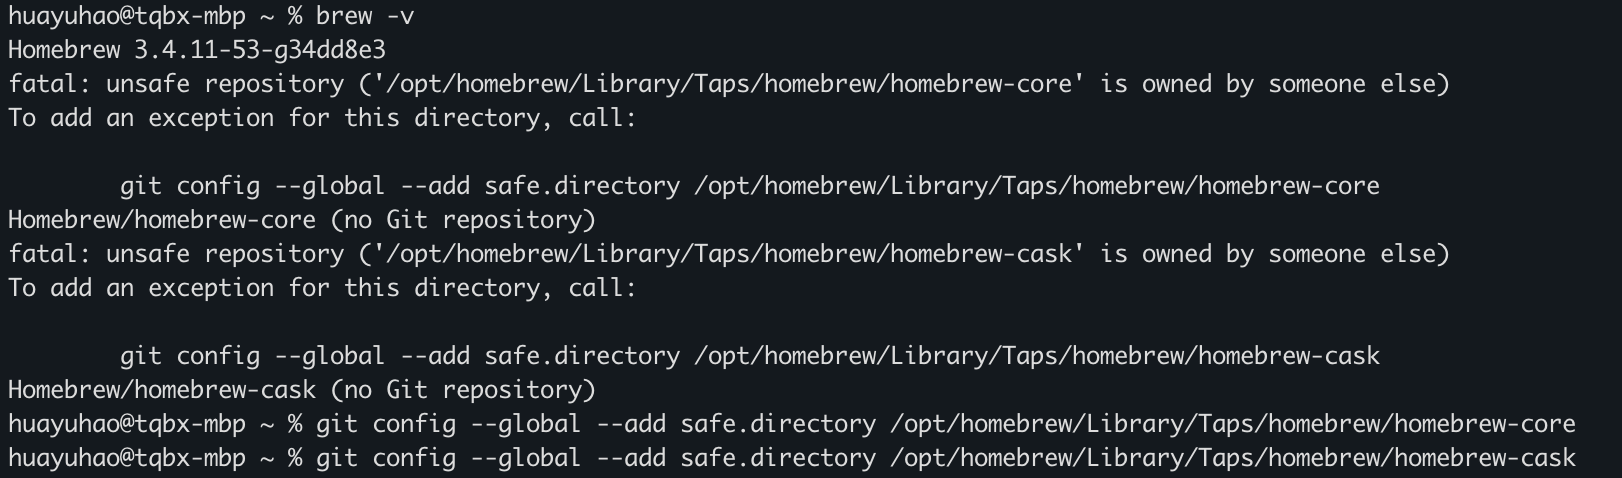 huayuhao@tqbx-mbp ~ % brew -v
Homebrew 3.4.11-53-g34dd8e3
fatal: unsafe repository ('/opt/homebrew/Library/Taps/homebrew/homebrew-core' is owned by someone else)
To add an exception for this directory, call:
git config --global --add safe.directory /opt/homebrew/Library/Taps/homebrew/homebrew-core
Homebrew/homebrew-core (no Git repository)
fatal: unsafe repository ('/opt/homebrew/Library/Taps/homebrew/homebrew-cask' is owned by someone else)
To add an exception for this directory, call:
git config --global --add safe.directory /opt/homebrew/Library/Taps/homebrew/homebrew-cask
Homebrew/homebrew-cask (no Git repository)
huayuhao@tqbx-mbp ~ % git config --global --add safe.directory /opt/homebrew/Library/Taps/homebrew/homebrew-core
huayuhao@tqbx-mbp ~ % git config --global --add safe.directory /opt/homebrew/Library/Taps/homebrew/homebrew-cask